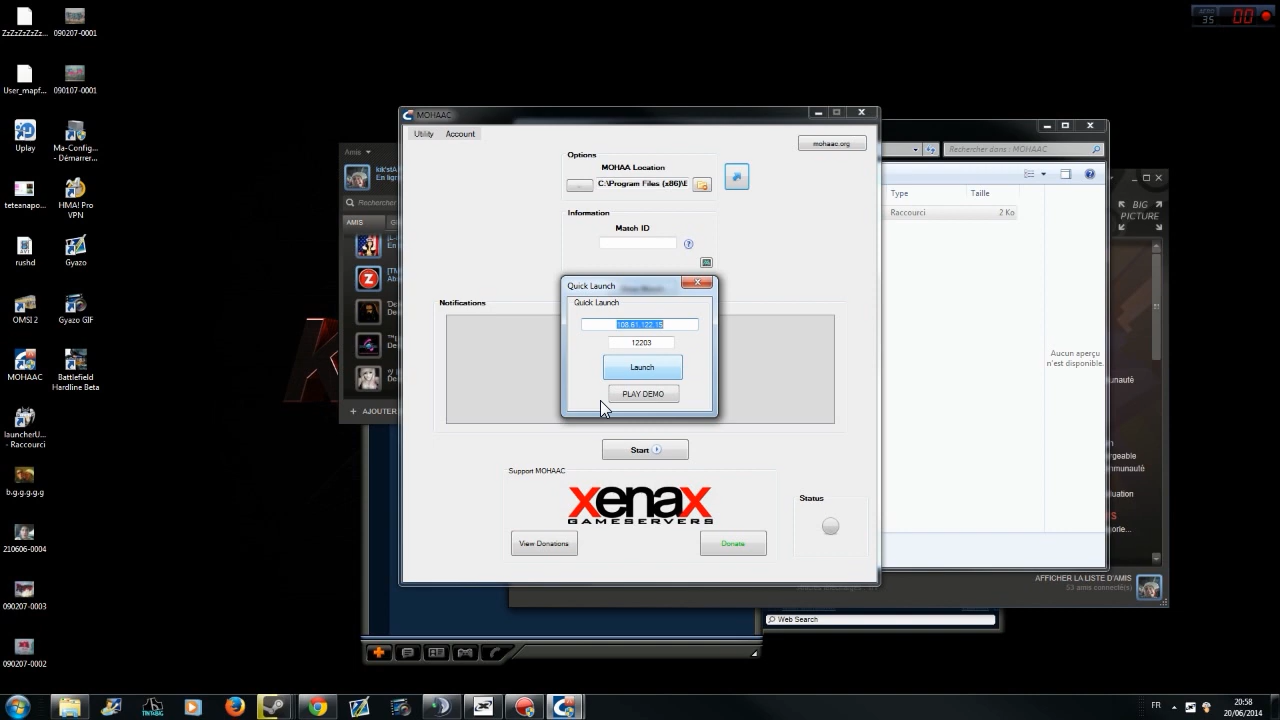 ZzZzZzZzz...
090207-0001
User_mapf...
090107-0001
Uplay
Ma-Config...
- Démarrer...
teteanapo...
HMA! Pro
VPN
rushd
Gyazo
OMSI 2
Gyazo GIF
MOHAAC
Battlefield
Hardline Beta
launcherU...
- Raccourci
b.g.g.g.g.g
210606-0004
090207-0003
090207-0002
35
00
Amis
En ligne
Rechercher
AMIS
AJOUTER
MOHAAC
Utility
Account
mohaac.org
Options
MOHAA Location
C:\Program Files (x86)\E
Information
Match ID
Notifications
Quick Launch
Quick Launch
108.61.122.15
12203
Launch
PLAY DEMO
Start
Support MOHAAC
xenax
GAMESERVERS
View Donations
Donate
Status
Rechercher dans : MOHAAC
Type
Taille
Raccourci
2 Ko
Aucun aperçu
n'est disponible.
BIG
PICTURE
AFFICHER LA LISTE D'AMIS
53 amis connecté(s)
Web Search
FR
20:58
20/06/2014